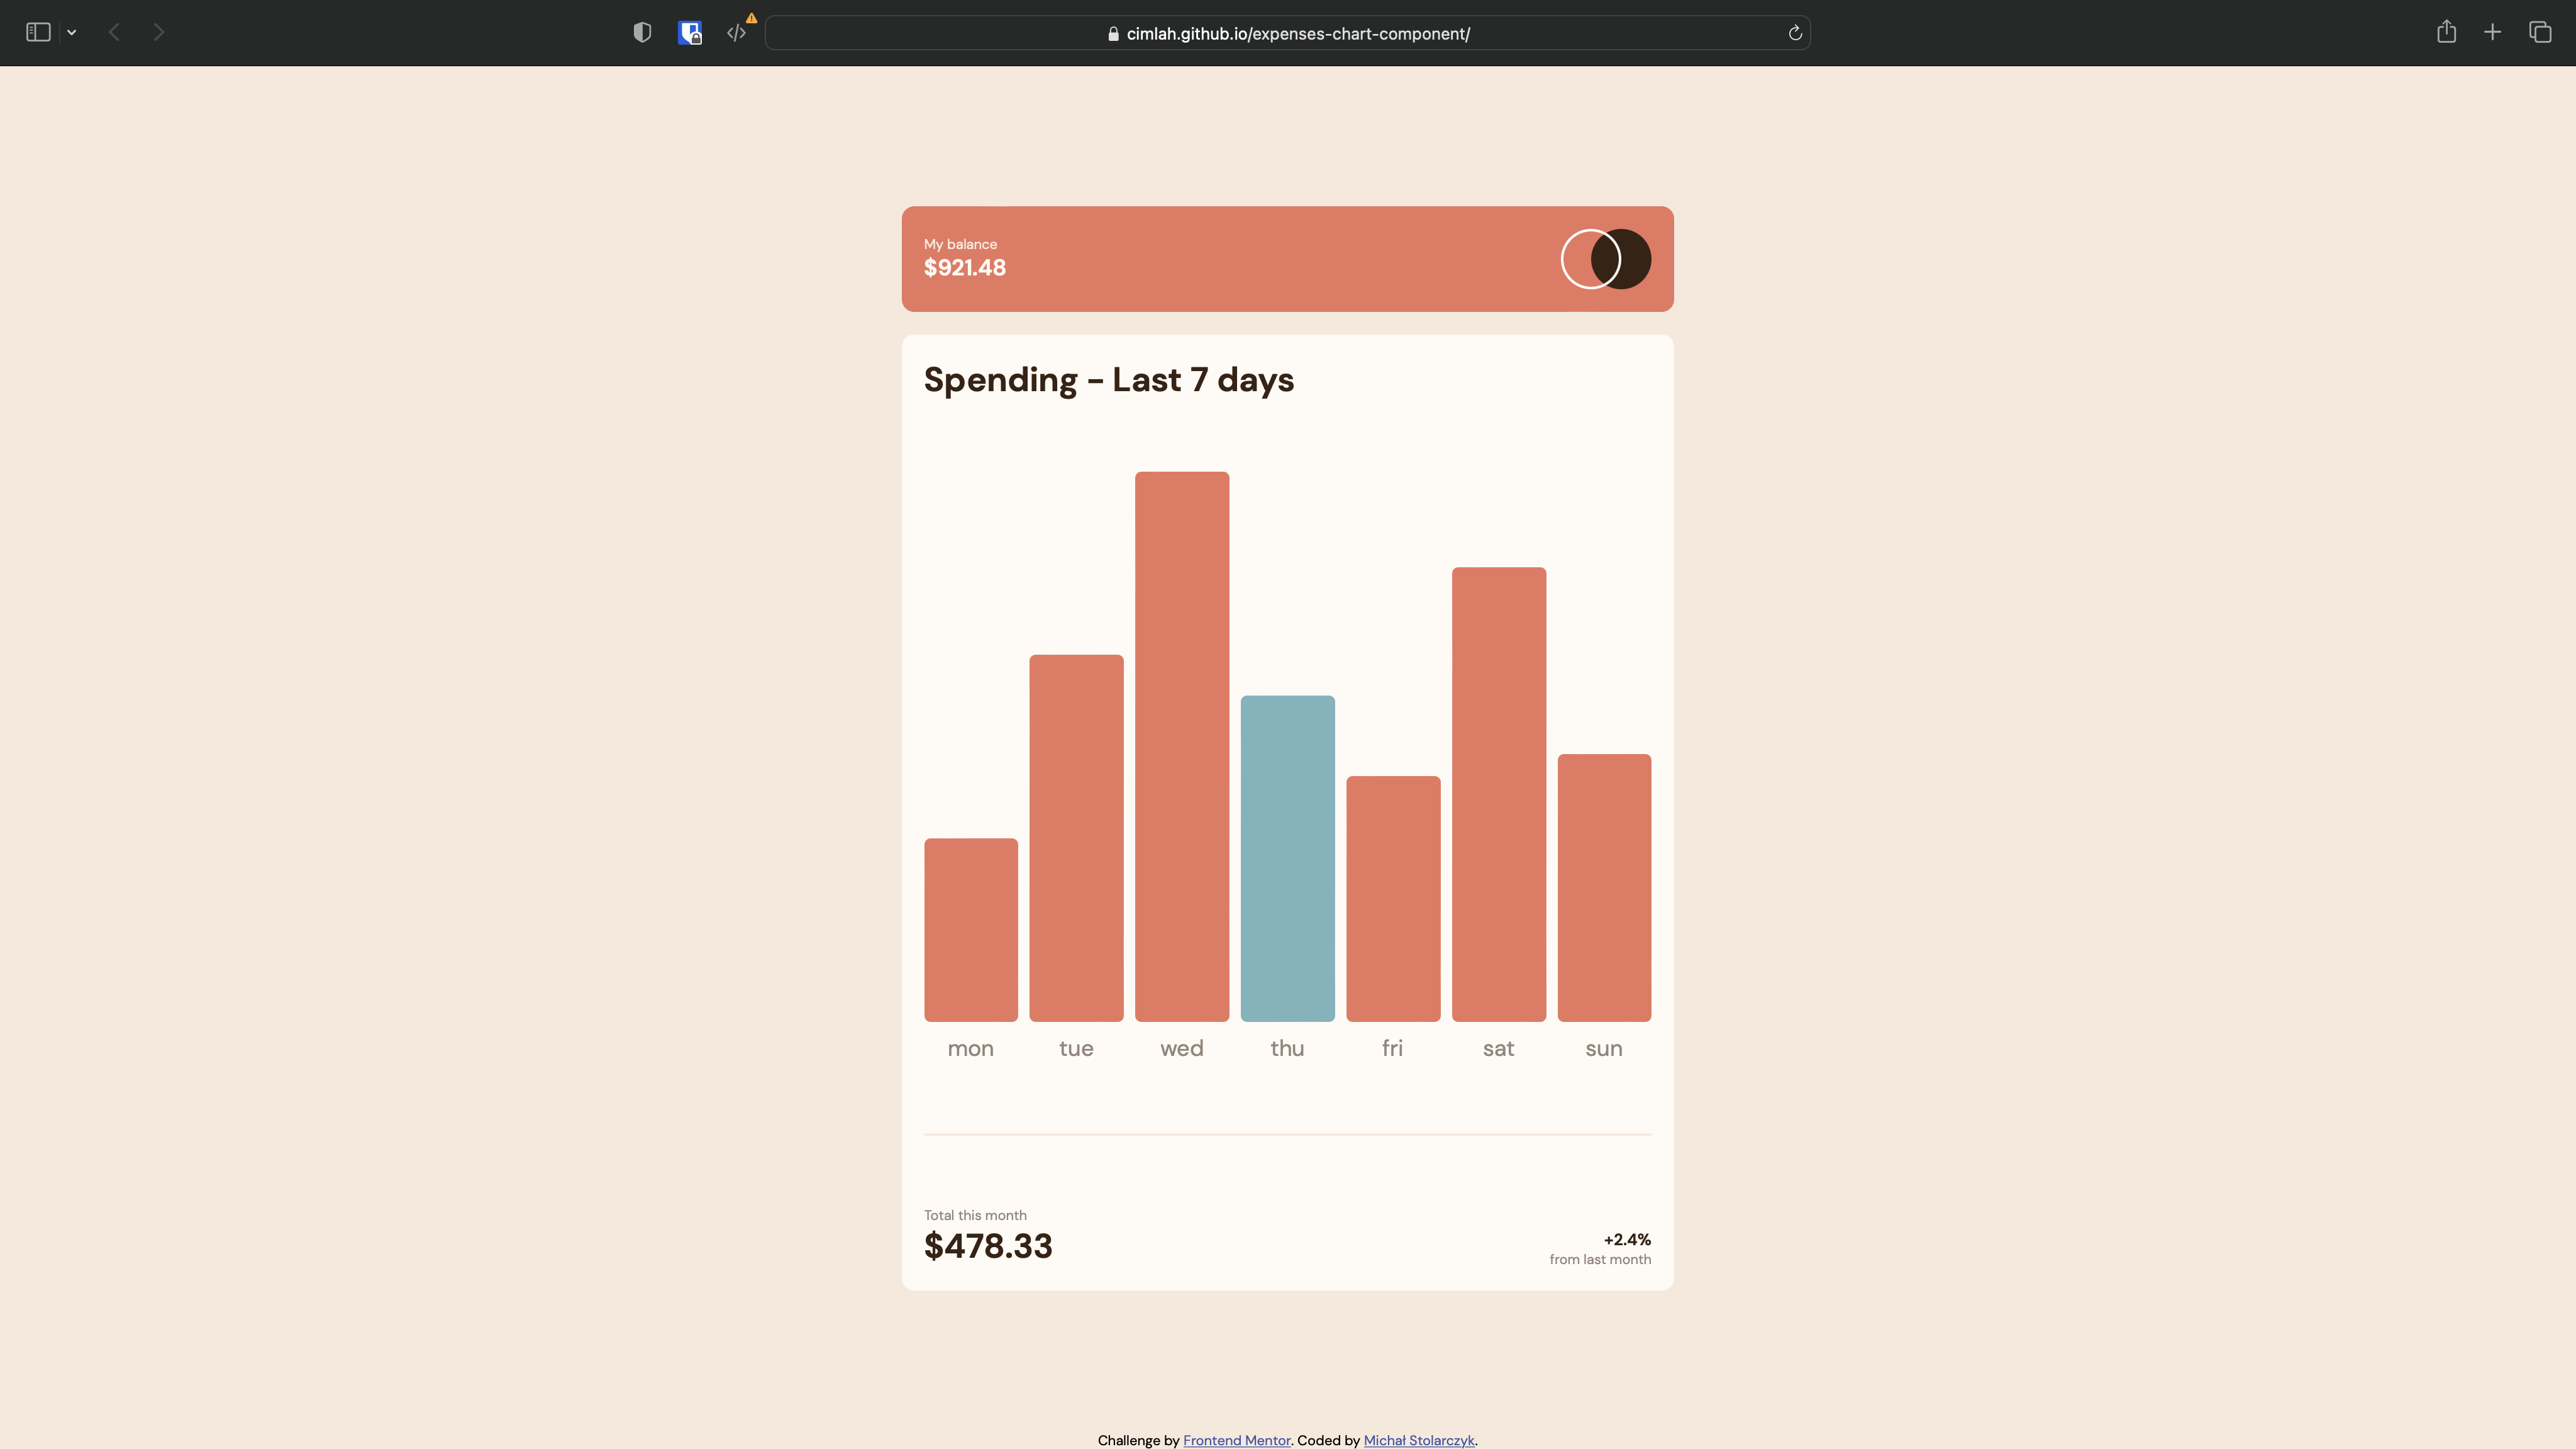 cimlah.github.io/expenses-chart-component/
My balance
$921.48
Spending - Last 7 days
mon tue wed thu fri sat sun
Total this month
$478.33
+2.4%
from last month
Challenge by Frontend Mentor. Coded by Michał Stolarczyk.